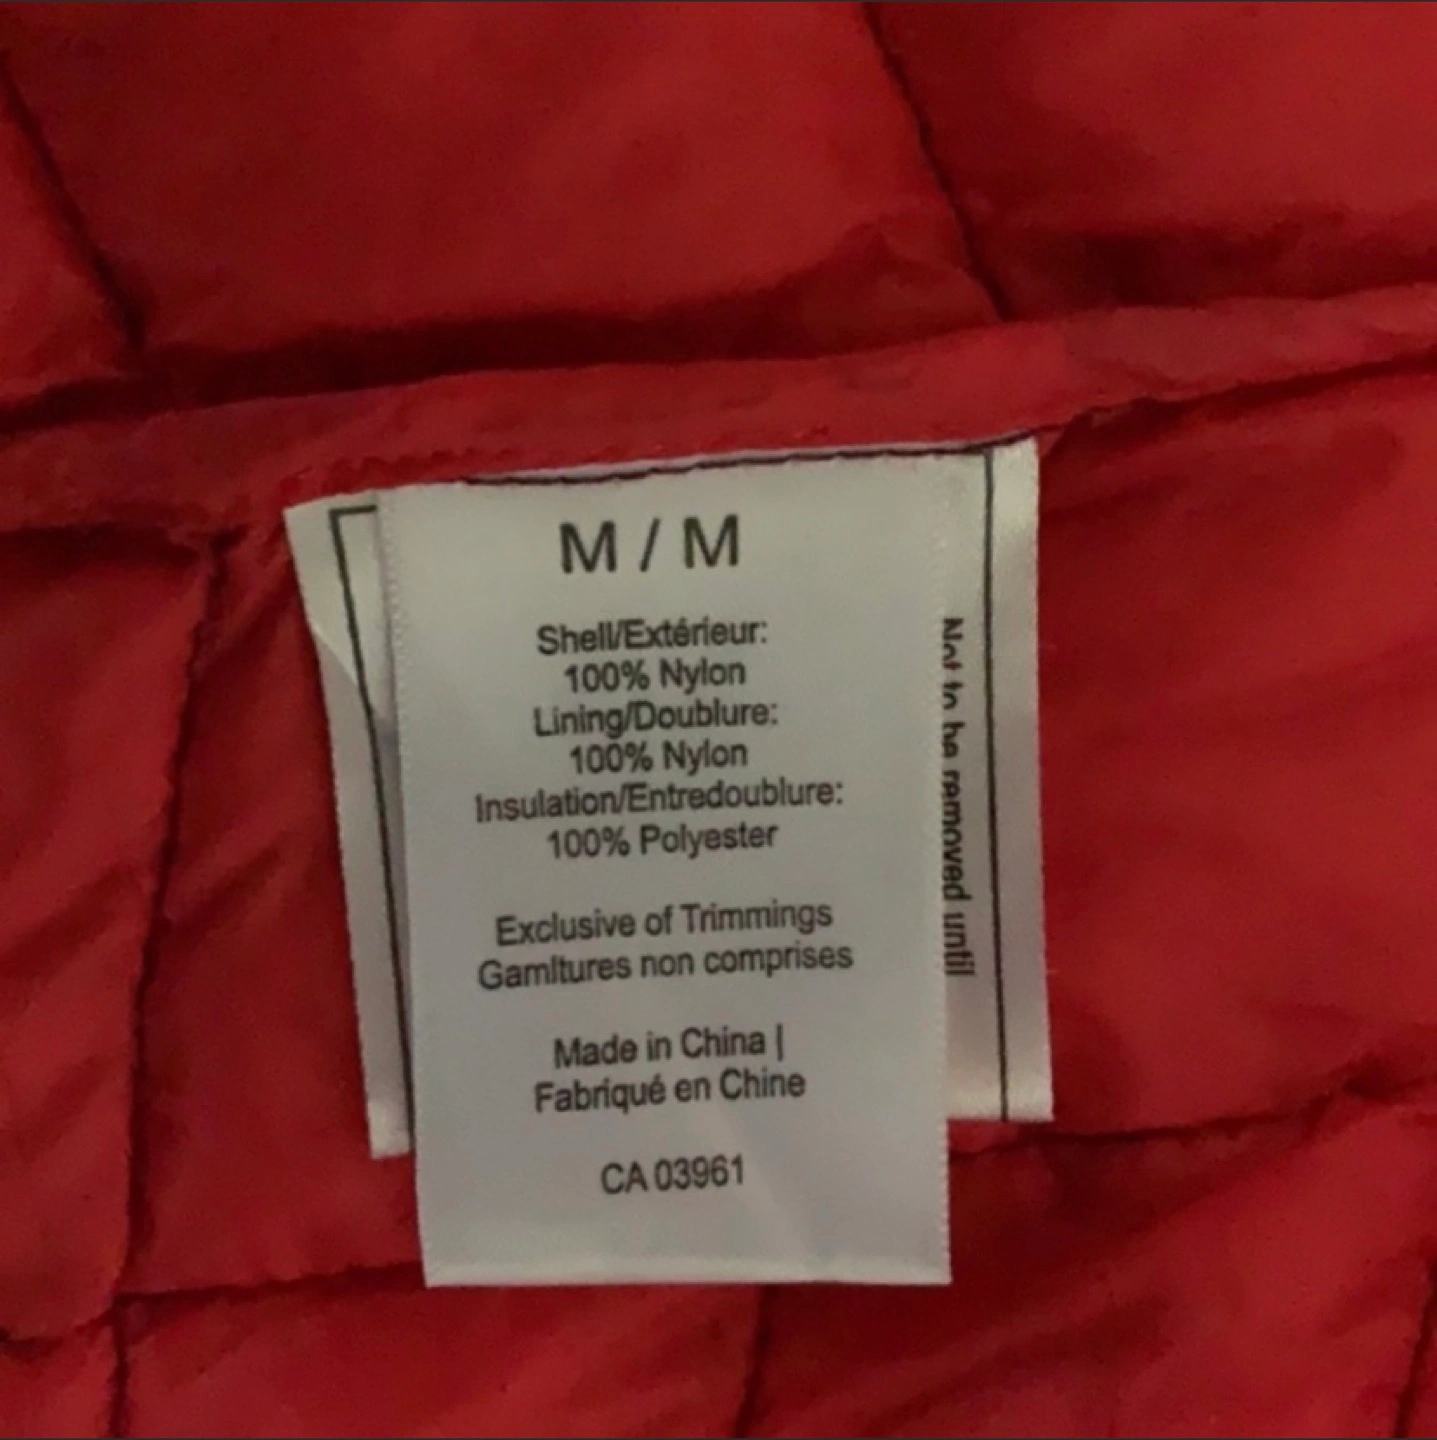 M / M
Shell/Extérieur:
100% Nylon
Lining/Doublure:
100% Nylon
Insulation/Entredoublure:
100% Polyester
Exclusive of Trimmings
Gamltures non comprises
Made in China |
Fabriqué en Chine
CA 03961
Not to be removed until